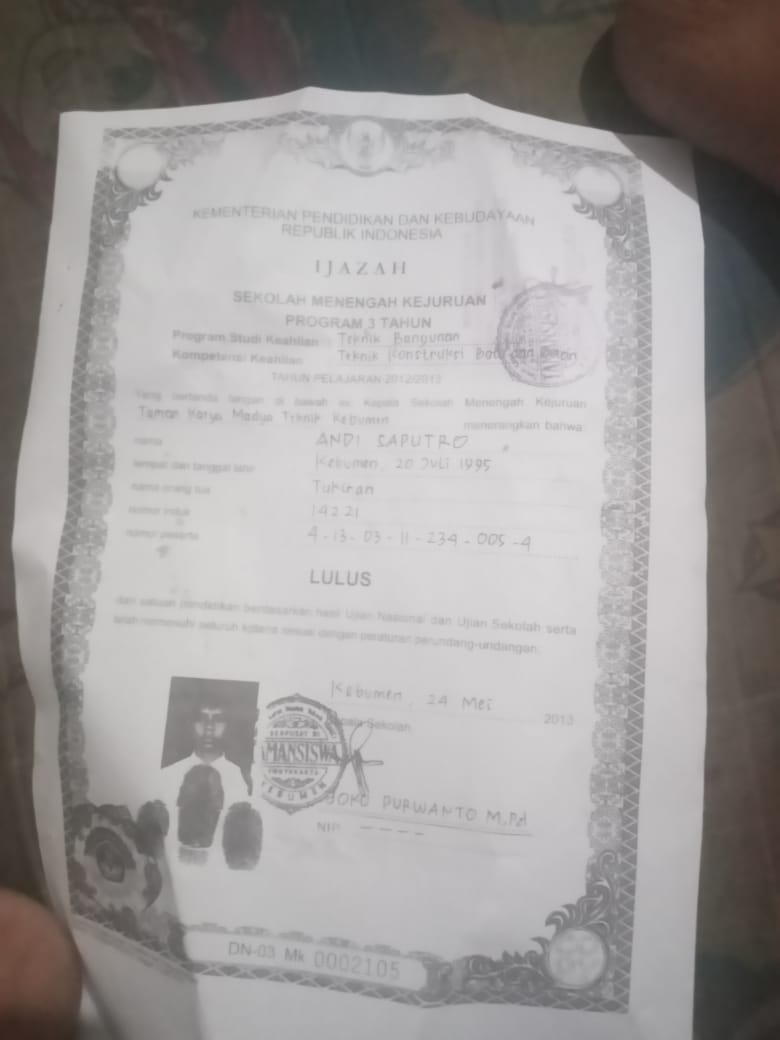 KEMENTERIAN PENDIDIKAN DAN KEBUDAYAAN
REPUBLIK INDONESIA
IJAZAH
SEKOLAH MENENGAH KEJURUAN
PROGRAM 3 TAHUN
Program Studi Keahlian : Teknik Bangunan
Kompetensi Keahlian : Teknik Konstruksi Batu dan Beton
TAHUN PELAJARAN 2012/2013
Yang bertanda tangan di bawah ini, Kepala Sekolah Menengah Kejuruan
Taman Karya Madya Teknik Kebumen menerangkan bahwa:
nama ANDI SAPUTRO
tempat dan tanggal lahir Kebumen, 20 Juli 1995
nama orang tua Tukiran
nomor induk 14221
nomor peserta 4-13-03-11-234-005-4
LULUS
dari satuan pendidikan berdasarkan hasil Ujian Nasional dan Ujian Sekolah serta
telah memenuhi seluruh kriteria sesuai dengan peraturan perundang-undangan.
Kebumen, 24 Mei 2013
Kepala Sekolah
BERPUSAT DI
TAMANSISWA
YOGYAKARTA
KEBUMEN
JOKO PURWANTO M.Pd
NIP. ----
DN-03 Mk 0002105